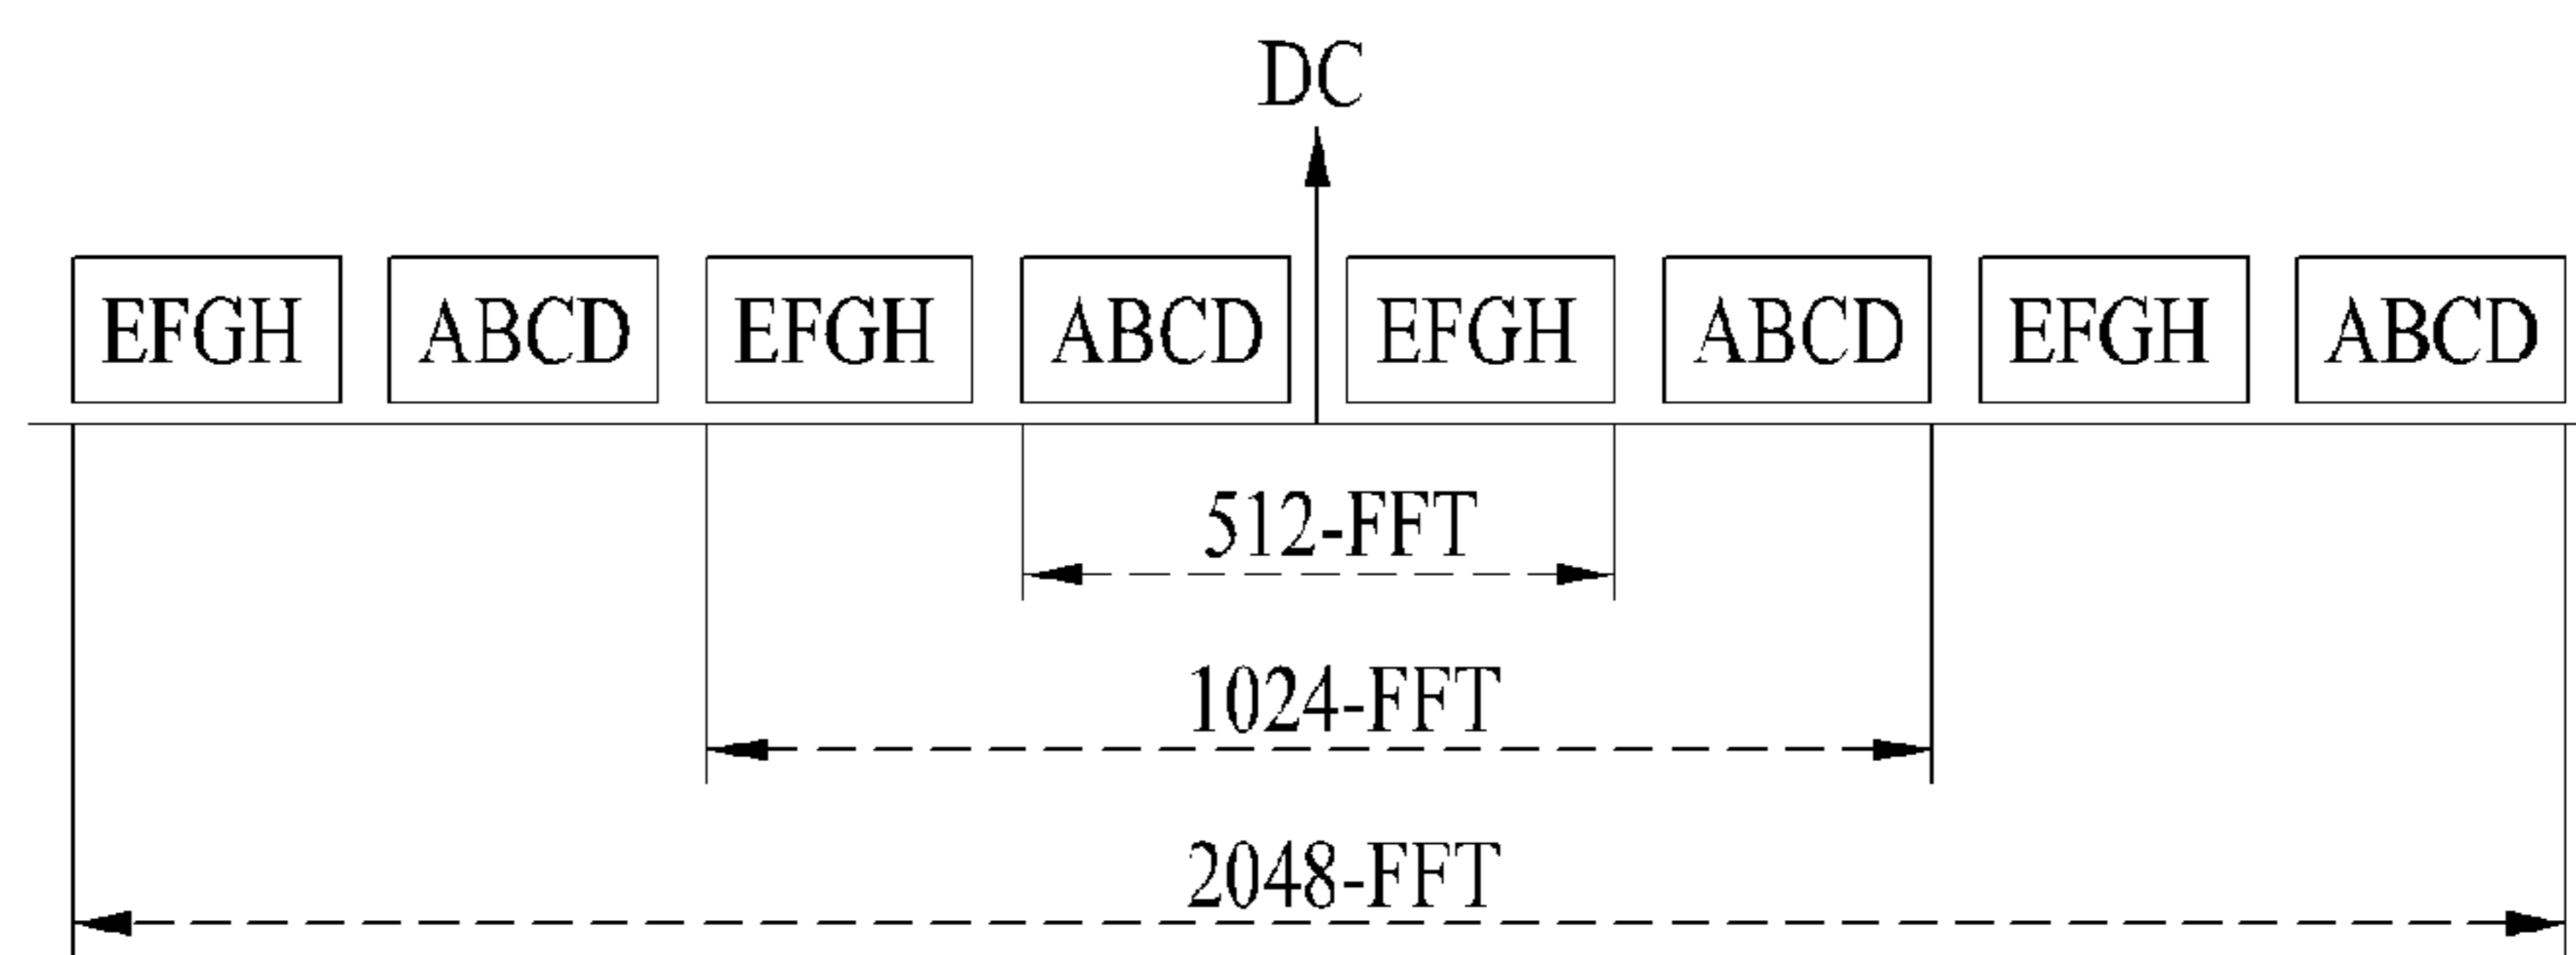 DC
EFGH ABCD EFGH ABCD EFGH ABCD EFGH ABCD
512-FFT
1024-FFT
2048-FFT